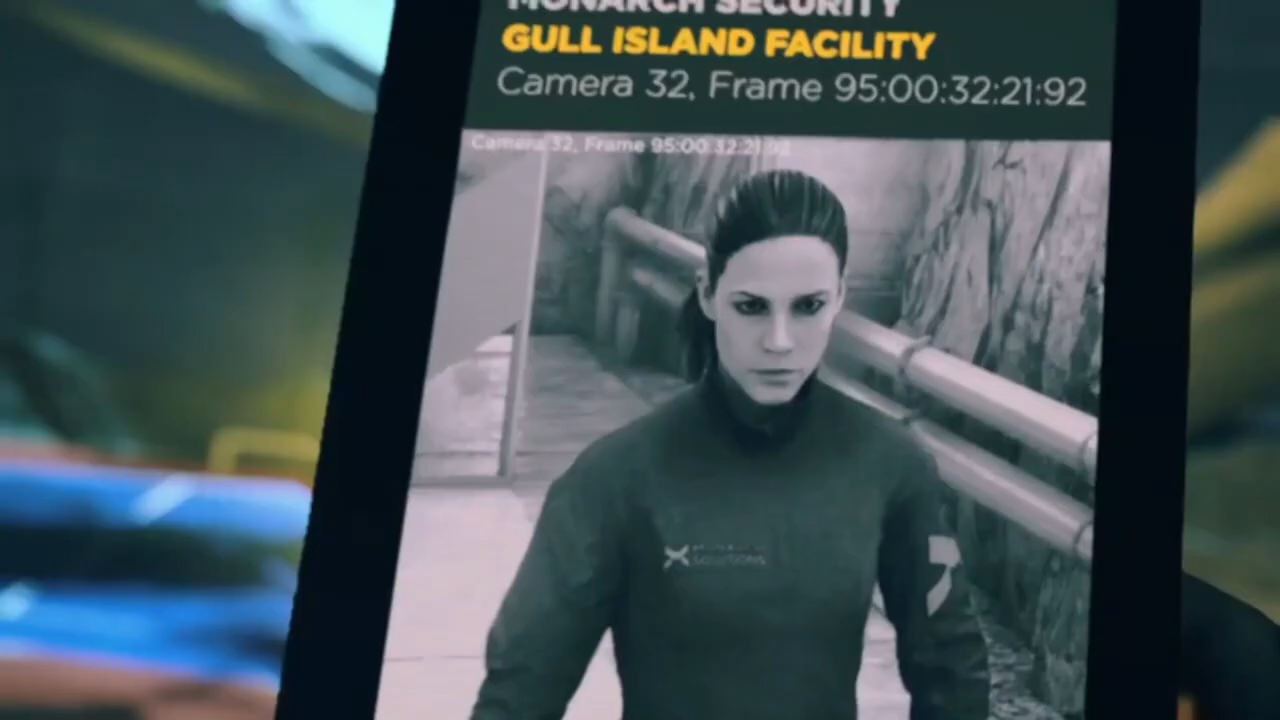 MONARCH SECURITY
GULL ISLAND FACILITY
Camera 32, Frame 95:00:32:21:92
Camera 32, Frame 95:00:32:21:92
solutions